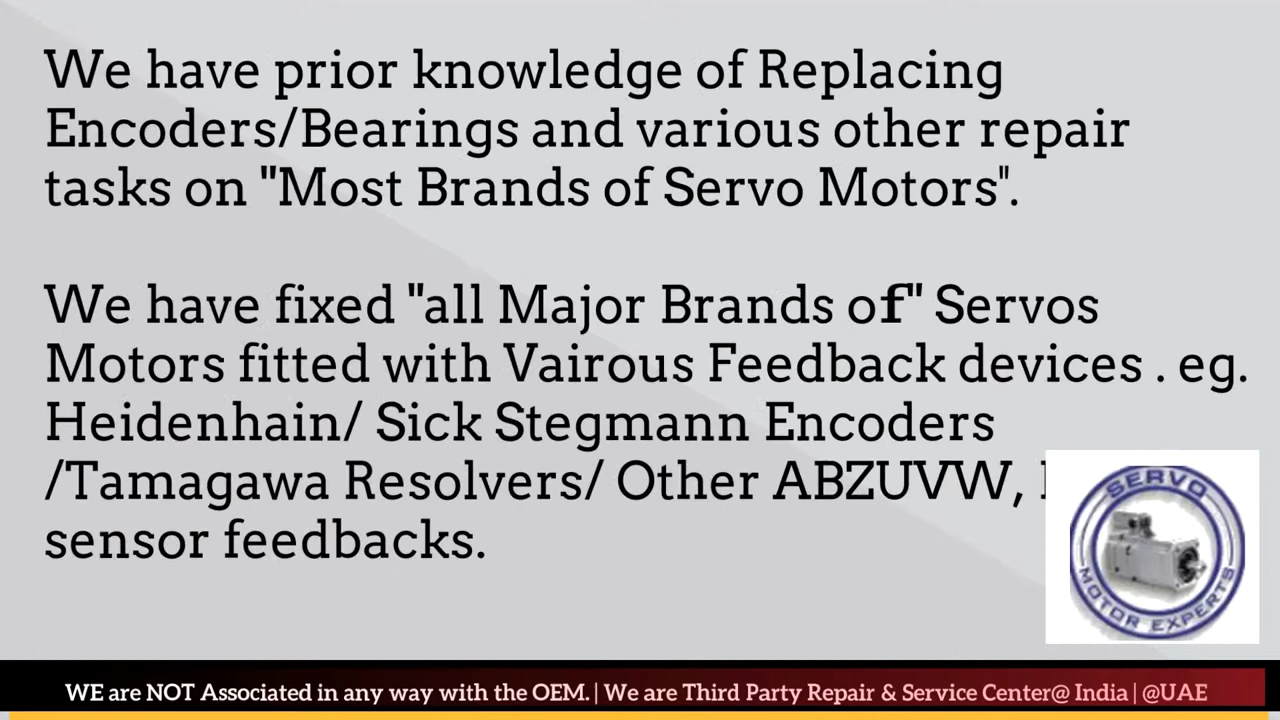 We have prior knowledge of Replacing
Encoders/Bearings and various other repair
tasks on "Most Brands of Servo Motors".
We have fixed "all Major Brands of" Servos
Motors fitted with Vairous Feedback devices . eg.
Heidenhain/ Sick Stegmann Encoders
/Tamagawa Resolvers/ Other ABZUVW,
sensor feedbacks.
SERVO
MOTOR EXPERTS
WE are NOT Associated in any way with the OEM. | We are Third Party Repair & Service Center@ India | @UAE